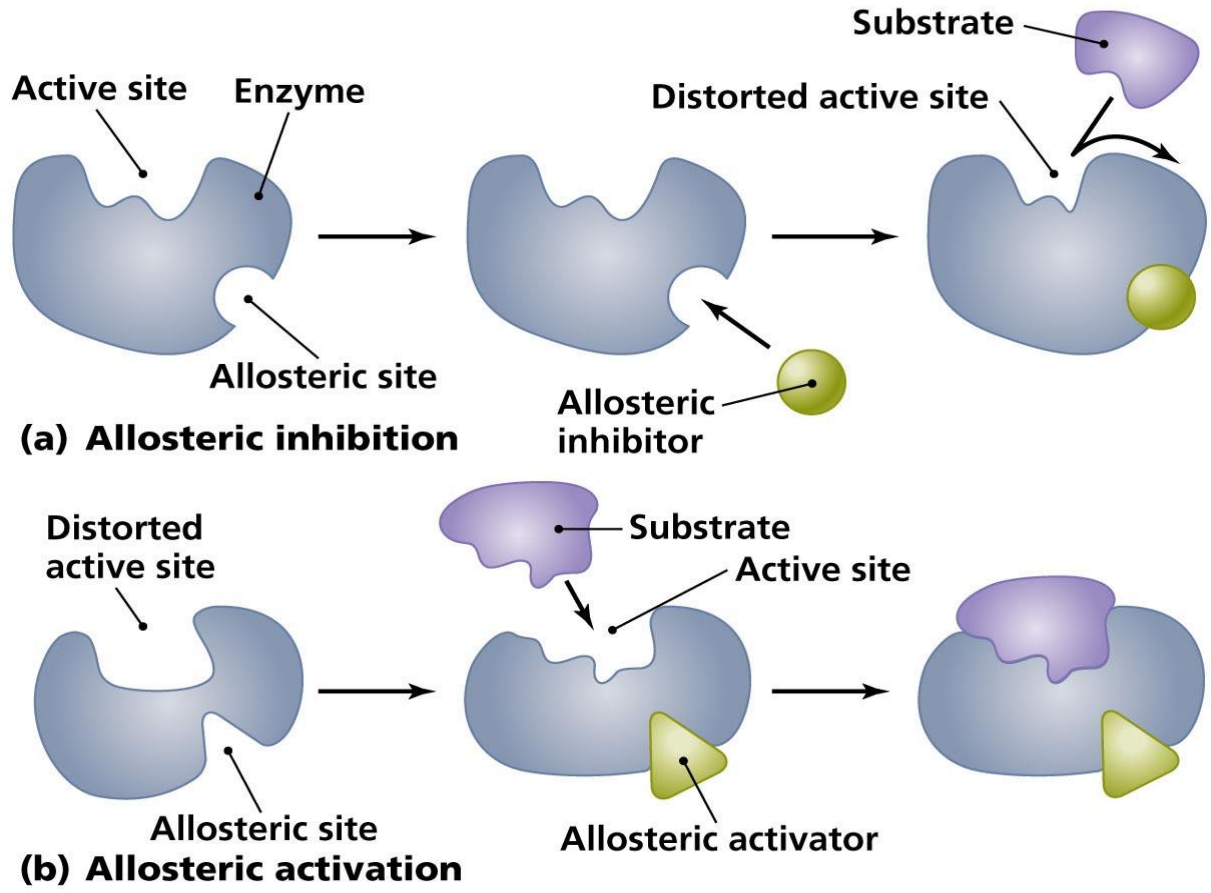 Substrate
Active site
Enzyme
Distorted active site
Allosteric site
Allosteric
inhibitor
(a) Allosteric inhibition
Distorted
active site
Substrate
Active site
Allosteric site
Allosteric activator
(b) Allosteric activation